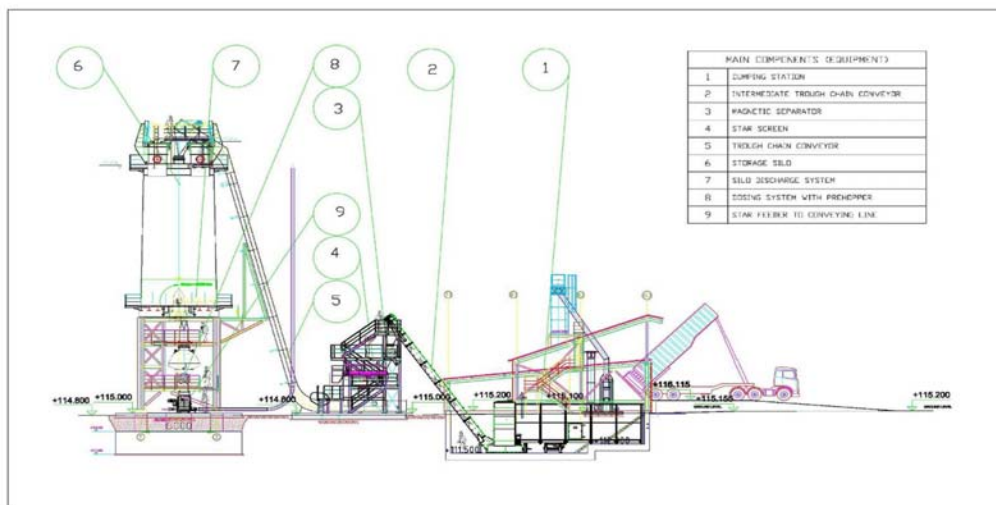 6
7
8
3
2
1
9
4
5
MAIN COMPONENTS (EQUIPMENT)
1 DUMPING STATION
2 INTERMEDIATE TROUGH CHAIN CONVEYOR
3 MAGNETIC SEPARATOR
4 STAR SCREEN
5 TROUGH CHAIN CONVEYOR
6 STORAGE SILO
7 SILO DISCHARGE SYSTEM
8 DOSING SYSTEM WITH PREHOPPER
9 STAR FEEDER TO CONVEYING LINE
+114.800
+115.000
+114.800
+115.000
+115.200
+115.100
+116.115
+115.150
+115.200
+111.500